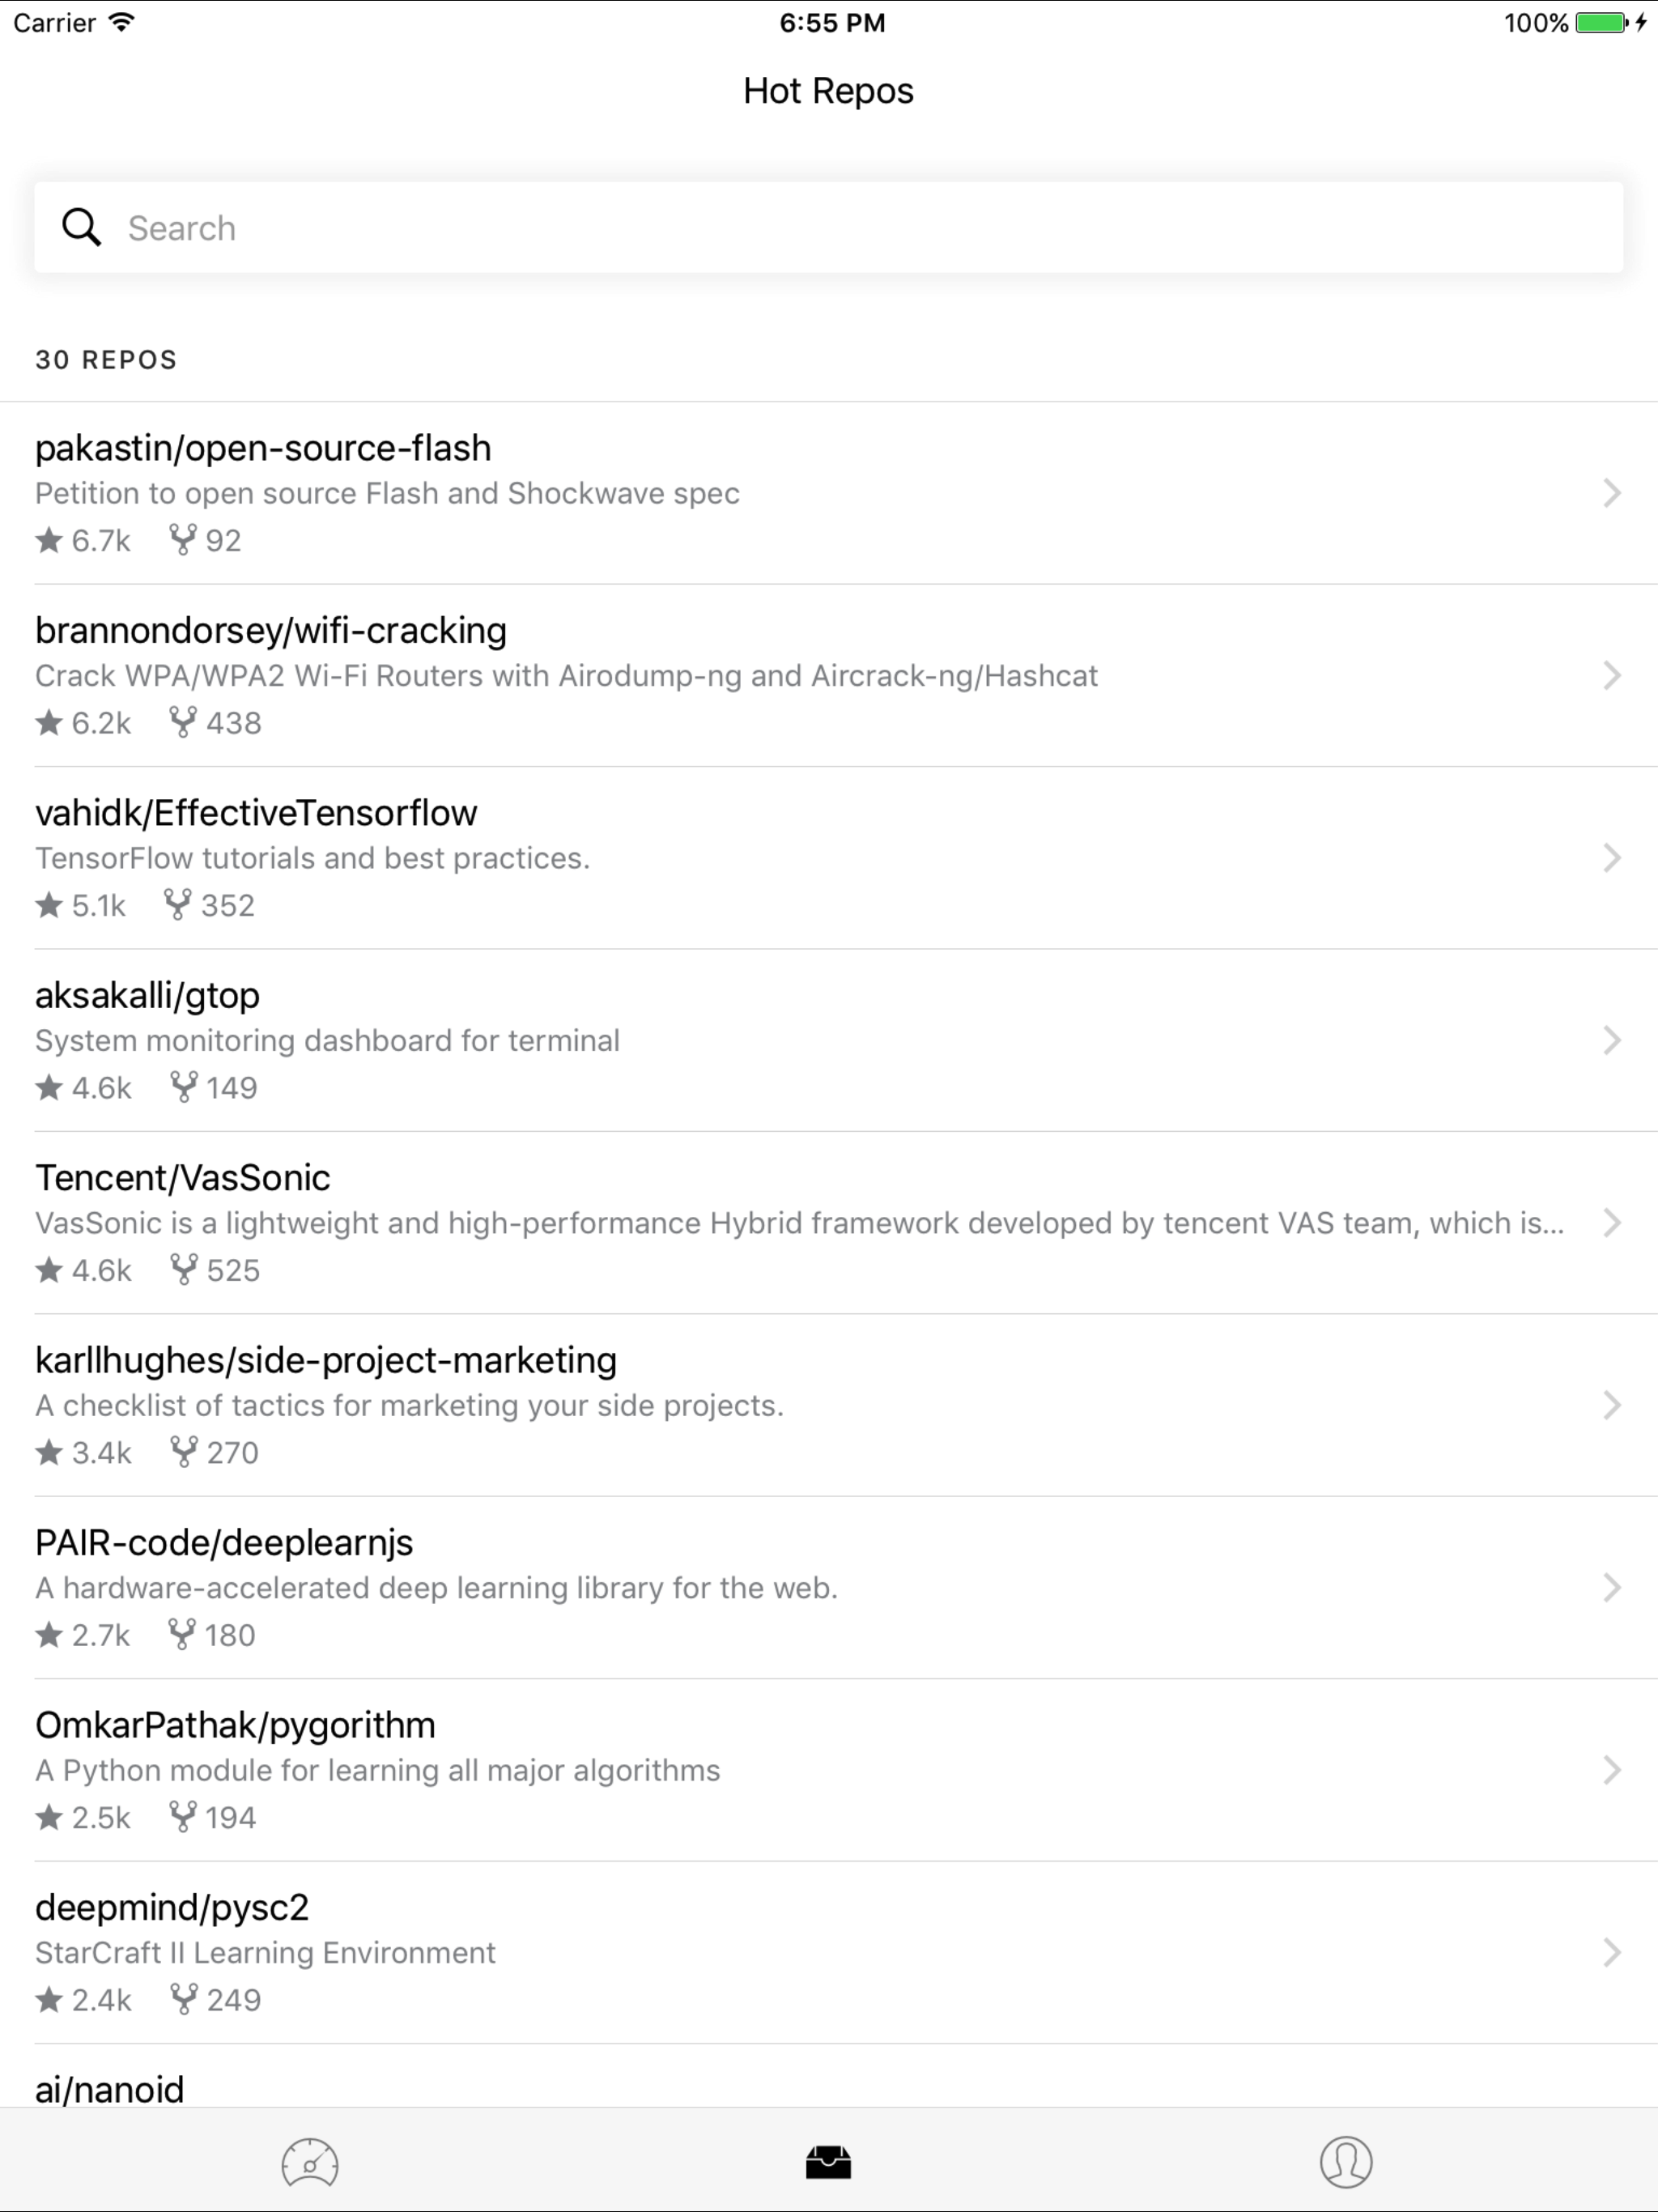 Carrier 6:55 PM 100%
Hot Repos
Search
30 REPOS
pakastin/open-source-flash
Petition to open source Flash and Shockwave spec
6.7k 92
brannondorsey/wifi-cracking
Crack WPA/WPA2 Wi-Fi Routers with Airodump-ng and Aircrack-ng/Hashcat
6.2k 438
vahidk/EffectiveTensorflow
TensorFlow tutorials and best practices.
5.1k 352
aksakalli/gtop
System monitoring dashboard for terminal
4.6k 149
Tencent/VasSonic
VasSonic is a lightweight and high-performance Hybrid framework developed by tencent VAS team, which is...
4.6k 525
karllhughes/side-project-marketing
A checklist of tactics for marketing your side projects.
3.4k 270
PAIR-code/deeplearnjs
A hardware-accelerated deep learning library for the web.
2.7k 180
OmkarPathak/pygorithm
A Python module for learning all major algorithms
2.5k 194
deepmind/pysc2
StarCraft II Learning Environment
2.4k 249
ai/nanoid